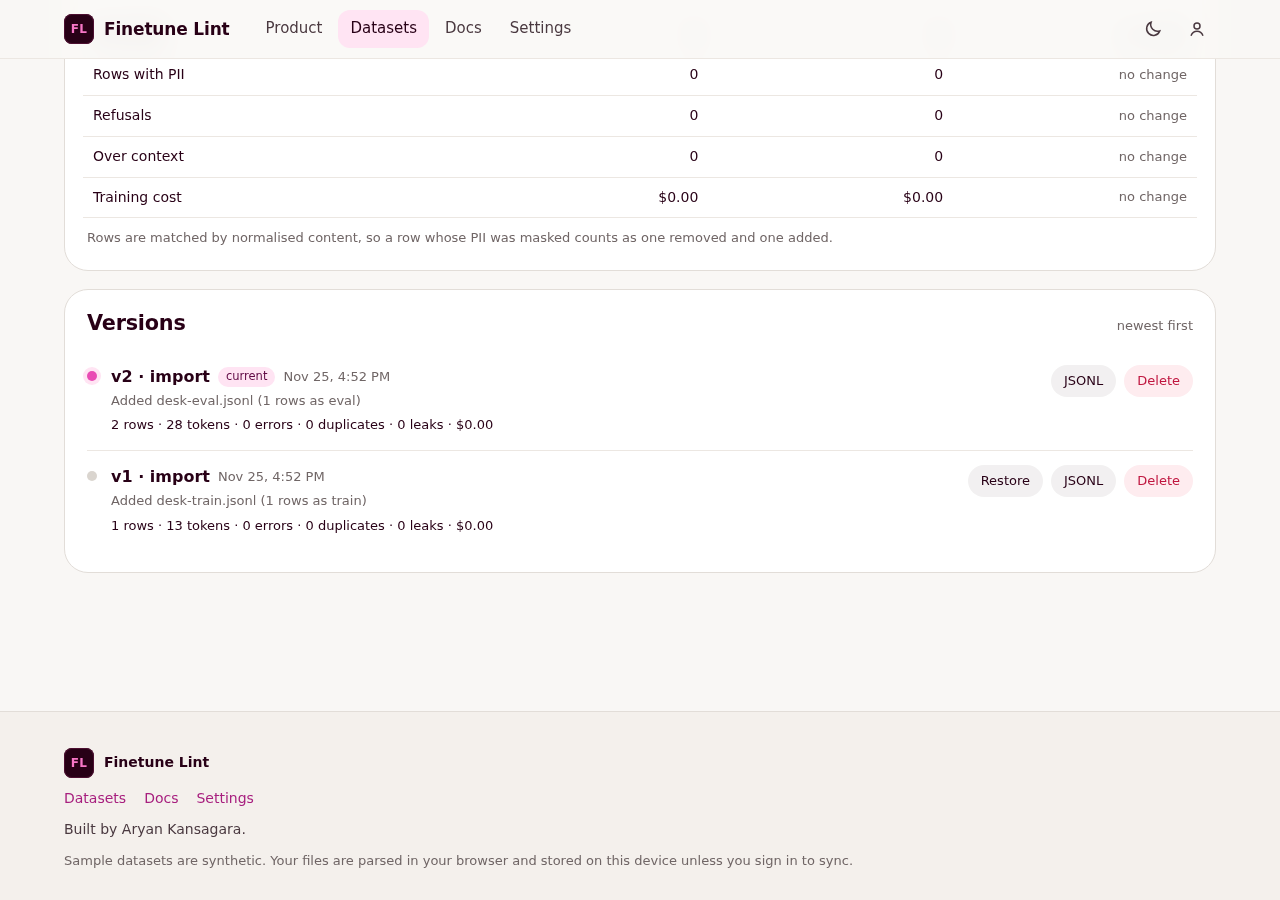 FL Finetune Lint Product Datasets Docs Settings
Rows with PII 0 0 no change
Refusals 0 0 no change
Over context 0 0 no change
Training cost $0.00 $0.00 no change
Rows are matched by normalised content, so a row whose PII was masked counts as one removed and one added.
Versions newest first
v2 · import current Nov 25, 4:52 PM JSONL Delete
Added desk-eval.jsonl (1 rows as eval)
2 rows · 28 tokens · 0 errors · 0 duplicates · 0 leaks · $0.00
v1 · import Nov 25, 4:52 PM Restore JSONL Delete
Added desk-train.jsonl (1 rows as train)
1 rows · 13 tokens · 0 errors · 0 duplicates · 0 leaks · $0.00
FL Finetune Lint
Datasets Docs Settings
Built by Aryan Kansagara.
Sample datasets are synthetic. Your files are parsed in your browser and stored on this device unless you sign in to sync.